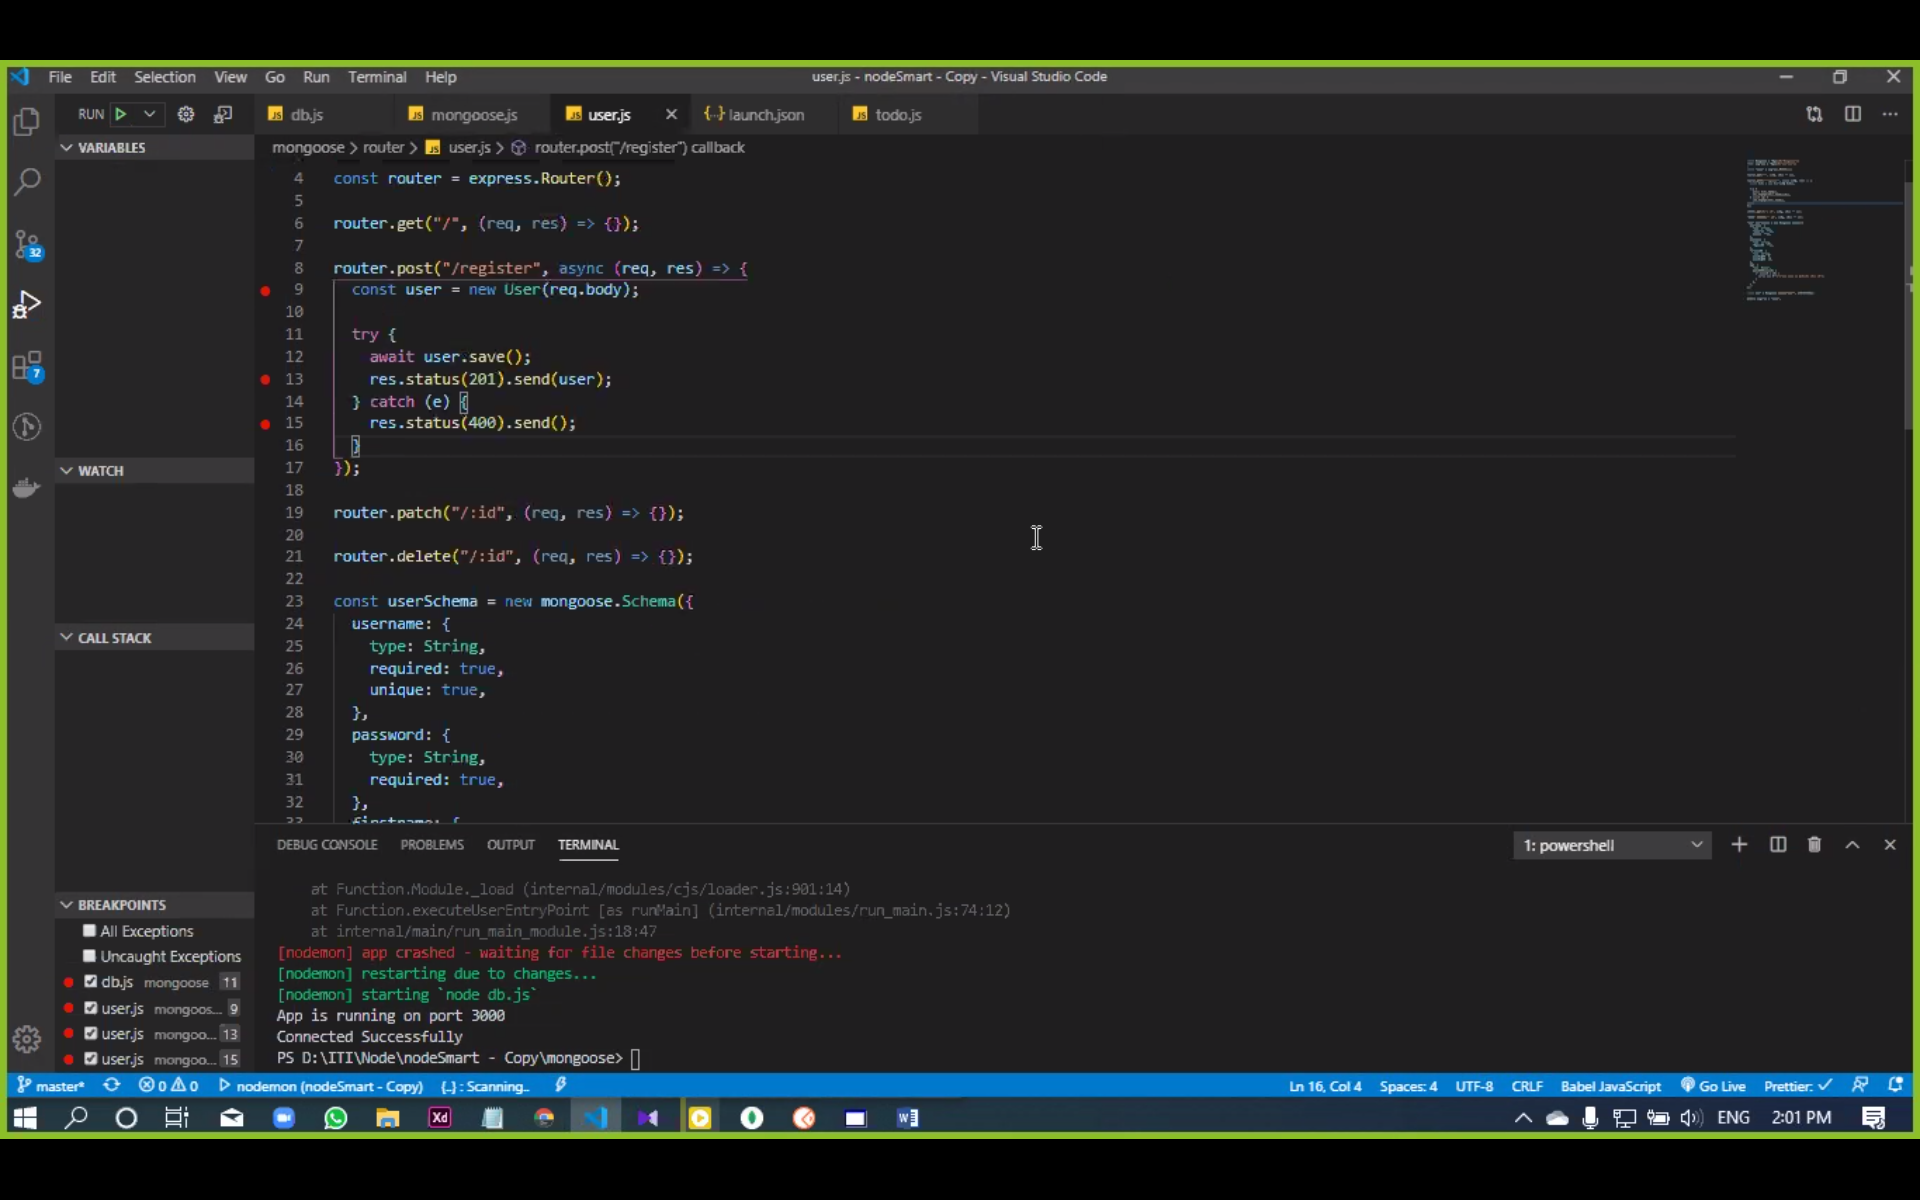 File Edit Selection View Go Run Terminal Help
user.js - nodeSmart - Copy - Visual Studio Code
RUN
db.js
mongoose.js
user.js
launch.json
todo.js
mongoose > router > user.js > router.post("/register") callback
VARIABLES
WATCH
CALL STACK
BREAKPOINTS
All Exceptions
Uncaught Exceptions
db.js mongoose 11
user.js mongoos... 9
user.js mongoo... 13
user.js mongoo... 15
32
7
4 const router = express.Router();
5
6 router.get("/", (req, res) => {});
7
8 router.post("/register", async (req, res) => {
9 const user = new User(req.body);
10
11 try {
12 await user.save();
13 res.status(201).send(user);
14 } catch (e) {
15 res.status(400).send();
16 }
17 });
18
19 router.patch("/:id", (req, res) => {});
20
21 router.delete("/:id", (req, res) => {});
22
23 const userSchema = new mongoose.Schema({
24 username: {
25 type: String,
26 required: true,
27 unique: true,
28 },
29 password: {
30 type: String,
31 required: true,
32 },
33 firstname: {
DEBUG CONSOLE PROBLEMS OUTPUT TERMINAL
1: powershell
at Function.Module._load (internal/modules/cjs/loader.js:901:14)
at Function.executeUserEntryPoint [as runMain] (internal/modules/run_main.js:74:12)
at internal/main/run_main_module.js:18:47
[nodemon] app crashed - waiting for file changes before starting...
[nodemon] restarting due to changes...
[nodemon] starting `node db.js`
App is running on port 3000
Connected Successfully
PS D:\ITI\Node\nodeSmart - Copy\mongoose>
master* 0 0 nodemon (nodeSmart - Copy) {..} : Scanning..
Ln 16, Col 4 Spaces: 4 UTF-8 CRLF Babel JavaScript Go Live Prettier: ✓
Xd
ENG 2:01 PM